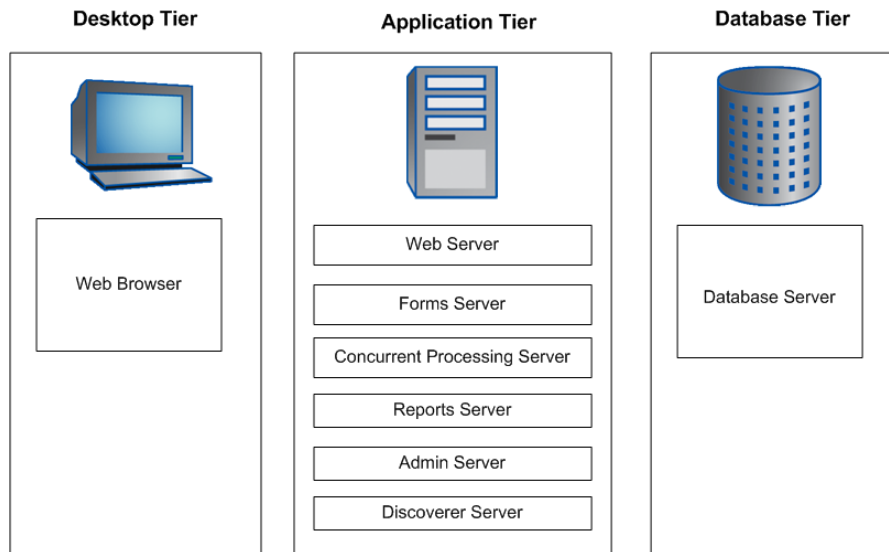 Desktop Tier
Application Tier
Database Tier
Web Browser
Web Server
Forms Server
Concurrent Processing Server
Reports Server
Admin Server
Discoverer Server
Database Server